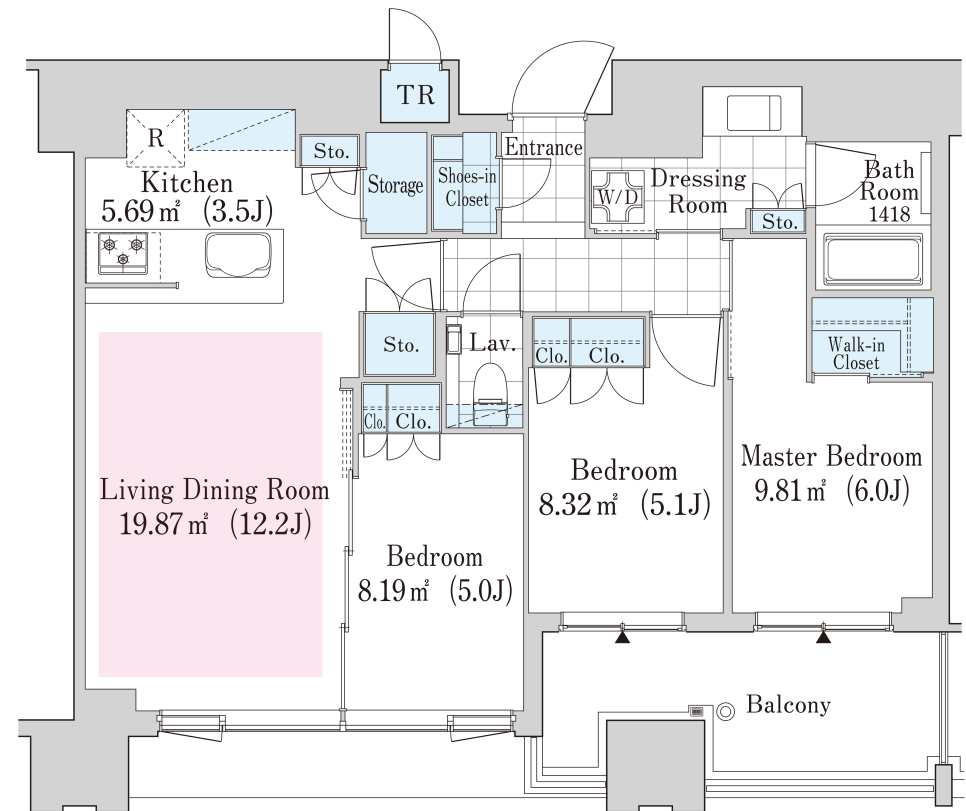 TR
R
Sto.
Storage
Shoes-in
Closet
Entrance
W/D
Dressing
Room
Sto.
Bath
Room
1418
Kitchen
5.69㎡ (3.5J)
Sto.
Lav.
Clo.
Clo.
Walk-in
Closet
Clo.
Clo.
Living Dining Room
19.87㎡ (12.2J)
Bedroom
8.19㎡ (5.0J)
Bedroom
8.32㎡ (5.1J)
Master Bedroom
9.81㎡ (6.0J)
Balcony